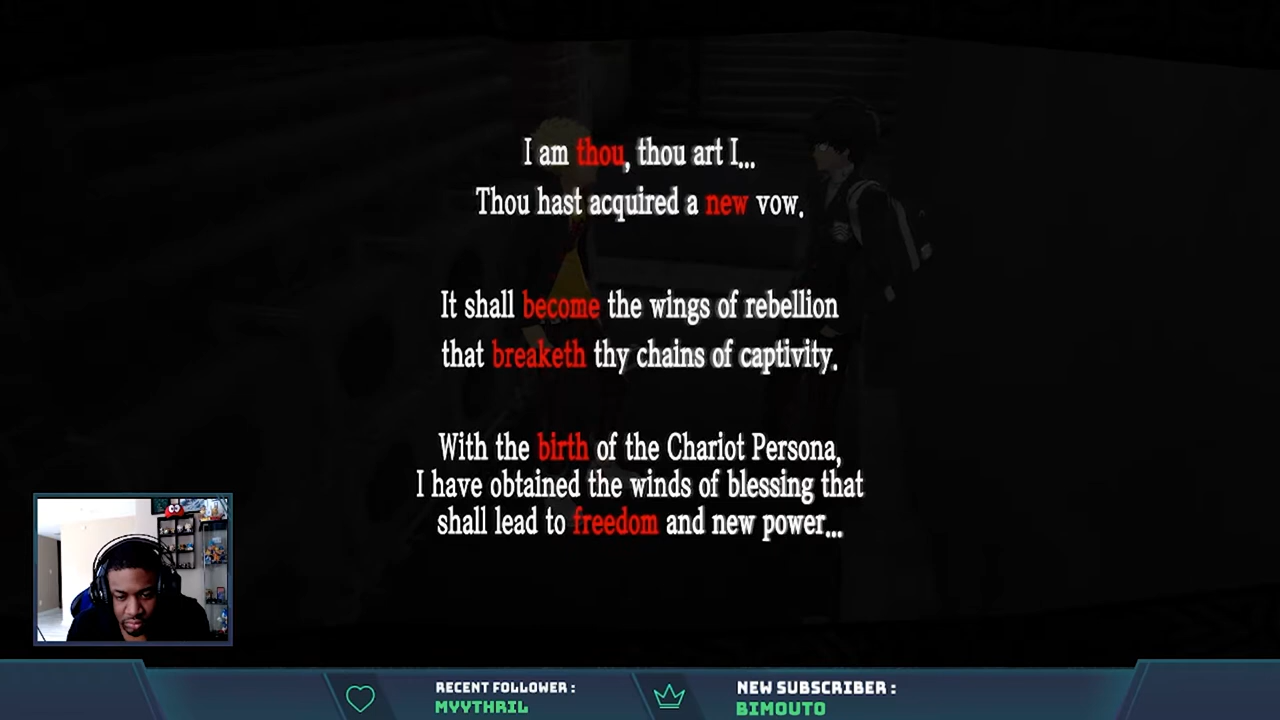 I am thou, thou art I...
Thou hast acquired a new vow.
It shall become the wings of rebellion
that breaketh thy chains of captivity.
With the birth of the Chariot Persona,
I have obtained the winds of blessing that
shall lead to freedom and new power...
RECENT FOLLOWER :
MYYTHRIL
NEW SUBSCRIBER :
BIMOUTO